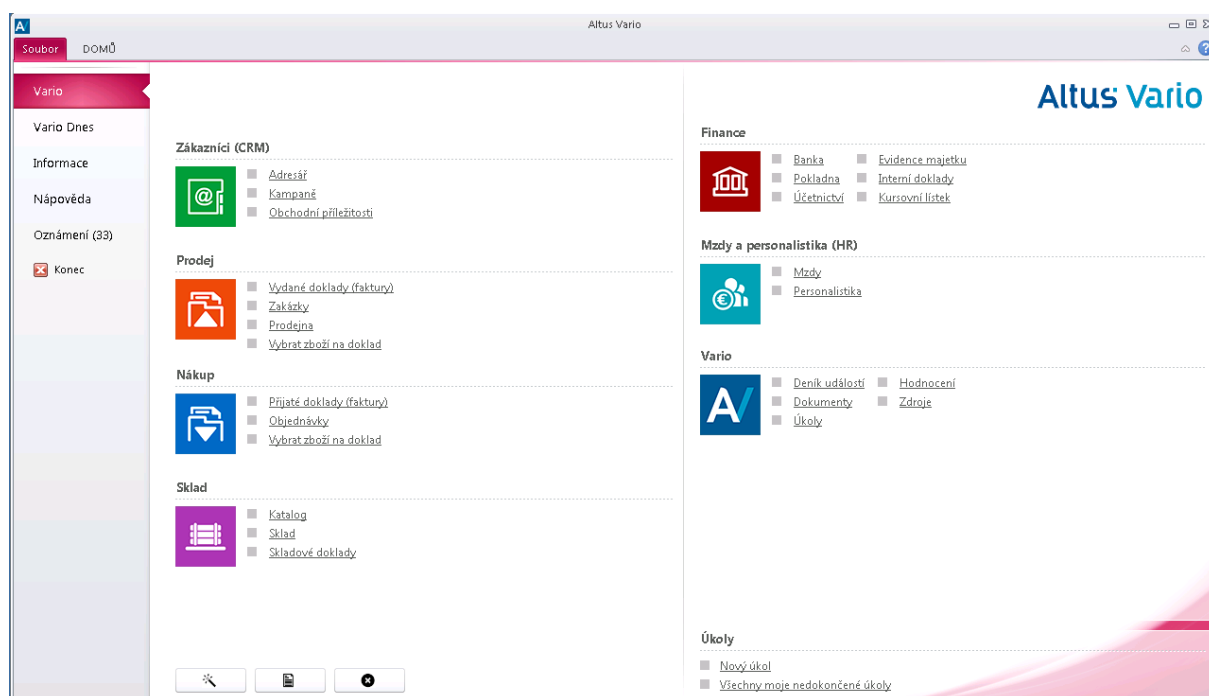 Altus Vario
Soubor DOMŮ
Vario
Vario Dnes
Informace
Nápověda
Oznámení (33)
Konec
Zákazníci (CRM)
Adresář
Kampaně
Obchodní příležitosti
Prodej
Vydané doklady (faktury)
Zakázky
Prodejna
Vybrat zboží na doklad
Nákup
Přijaté doklady (faktury)
Objednávky
Vybrat zboží na doklad
Sklad
Katalog
Sklad
Skladové doklady
Altus Vario
Finance
Banka Evidence majetku
Pokladna Interní doklady
Účetnictví Kursovní lístek
Mzdy a personalistika (HR)
Mzdy
Personalistika
Vario
Deník událostí Hodnocení
Dokumenty Zdroje
Úkoly
Úkoly
Nový úkol
Všechny moje nedokončené úkoly